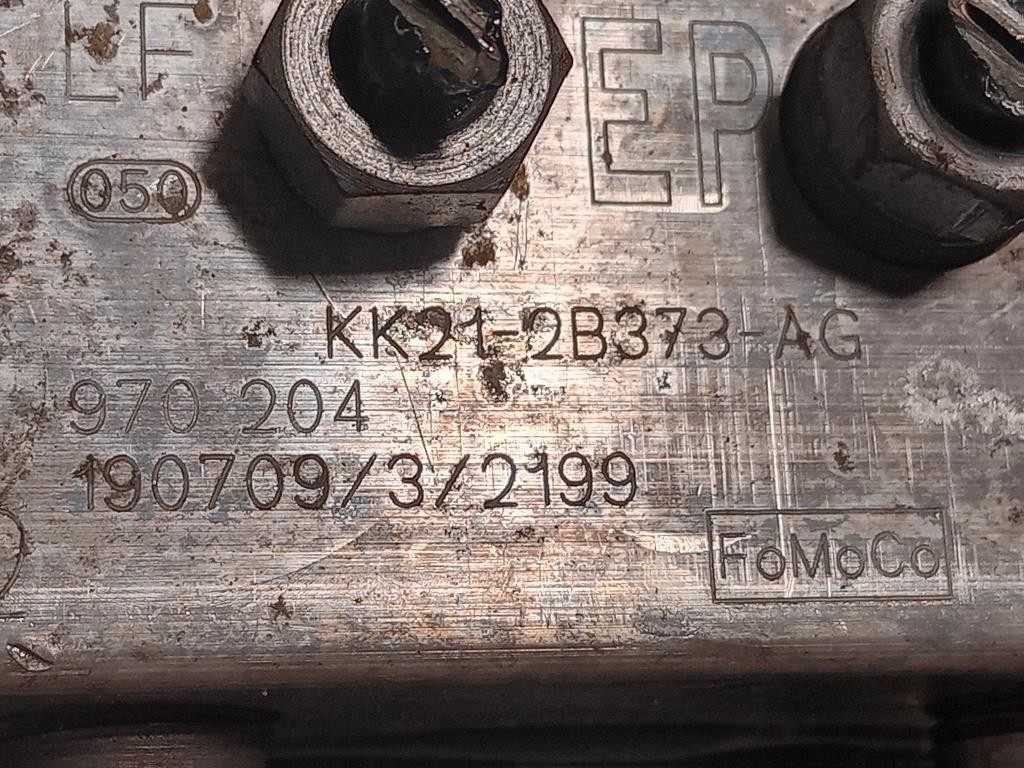 LF
EP
050
KK21-2B373-AG
970 204
190709/3/2199
FoMoCo